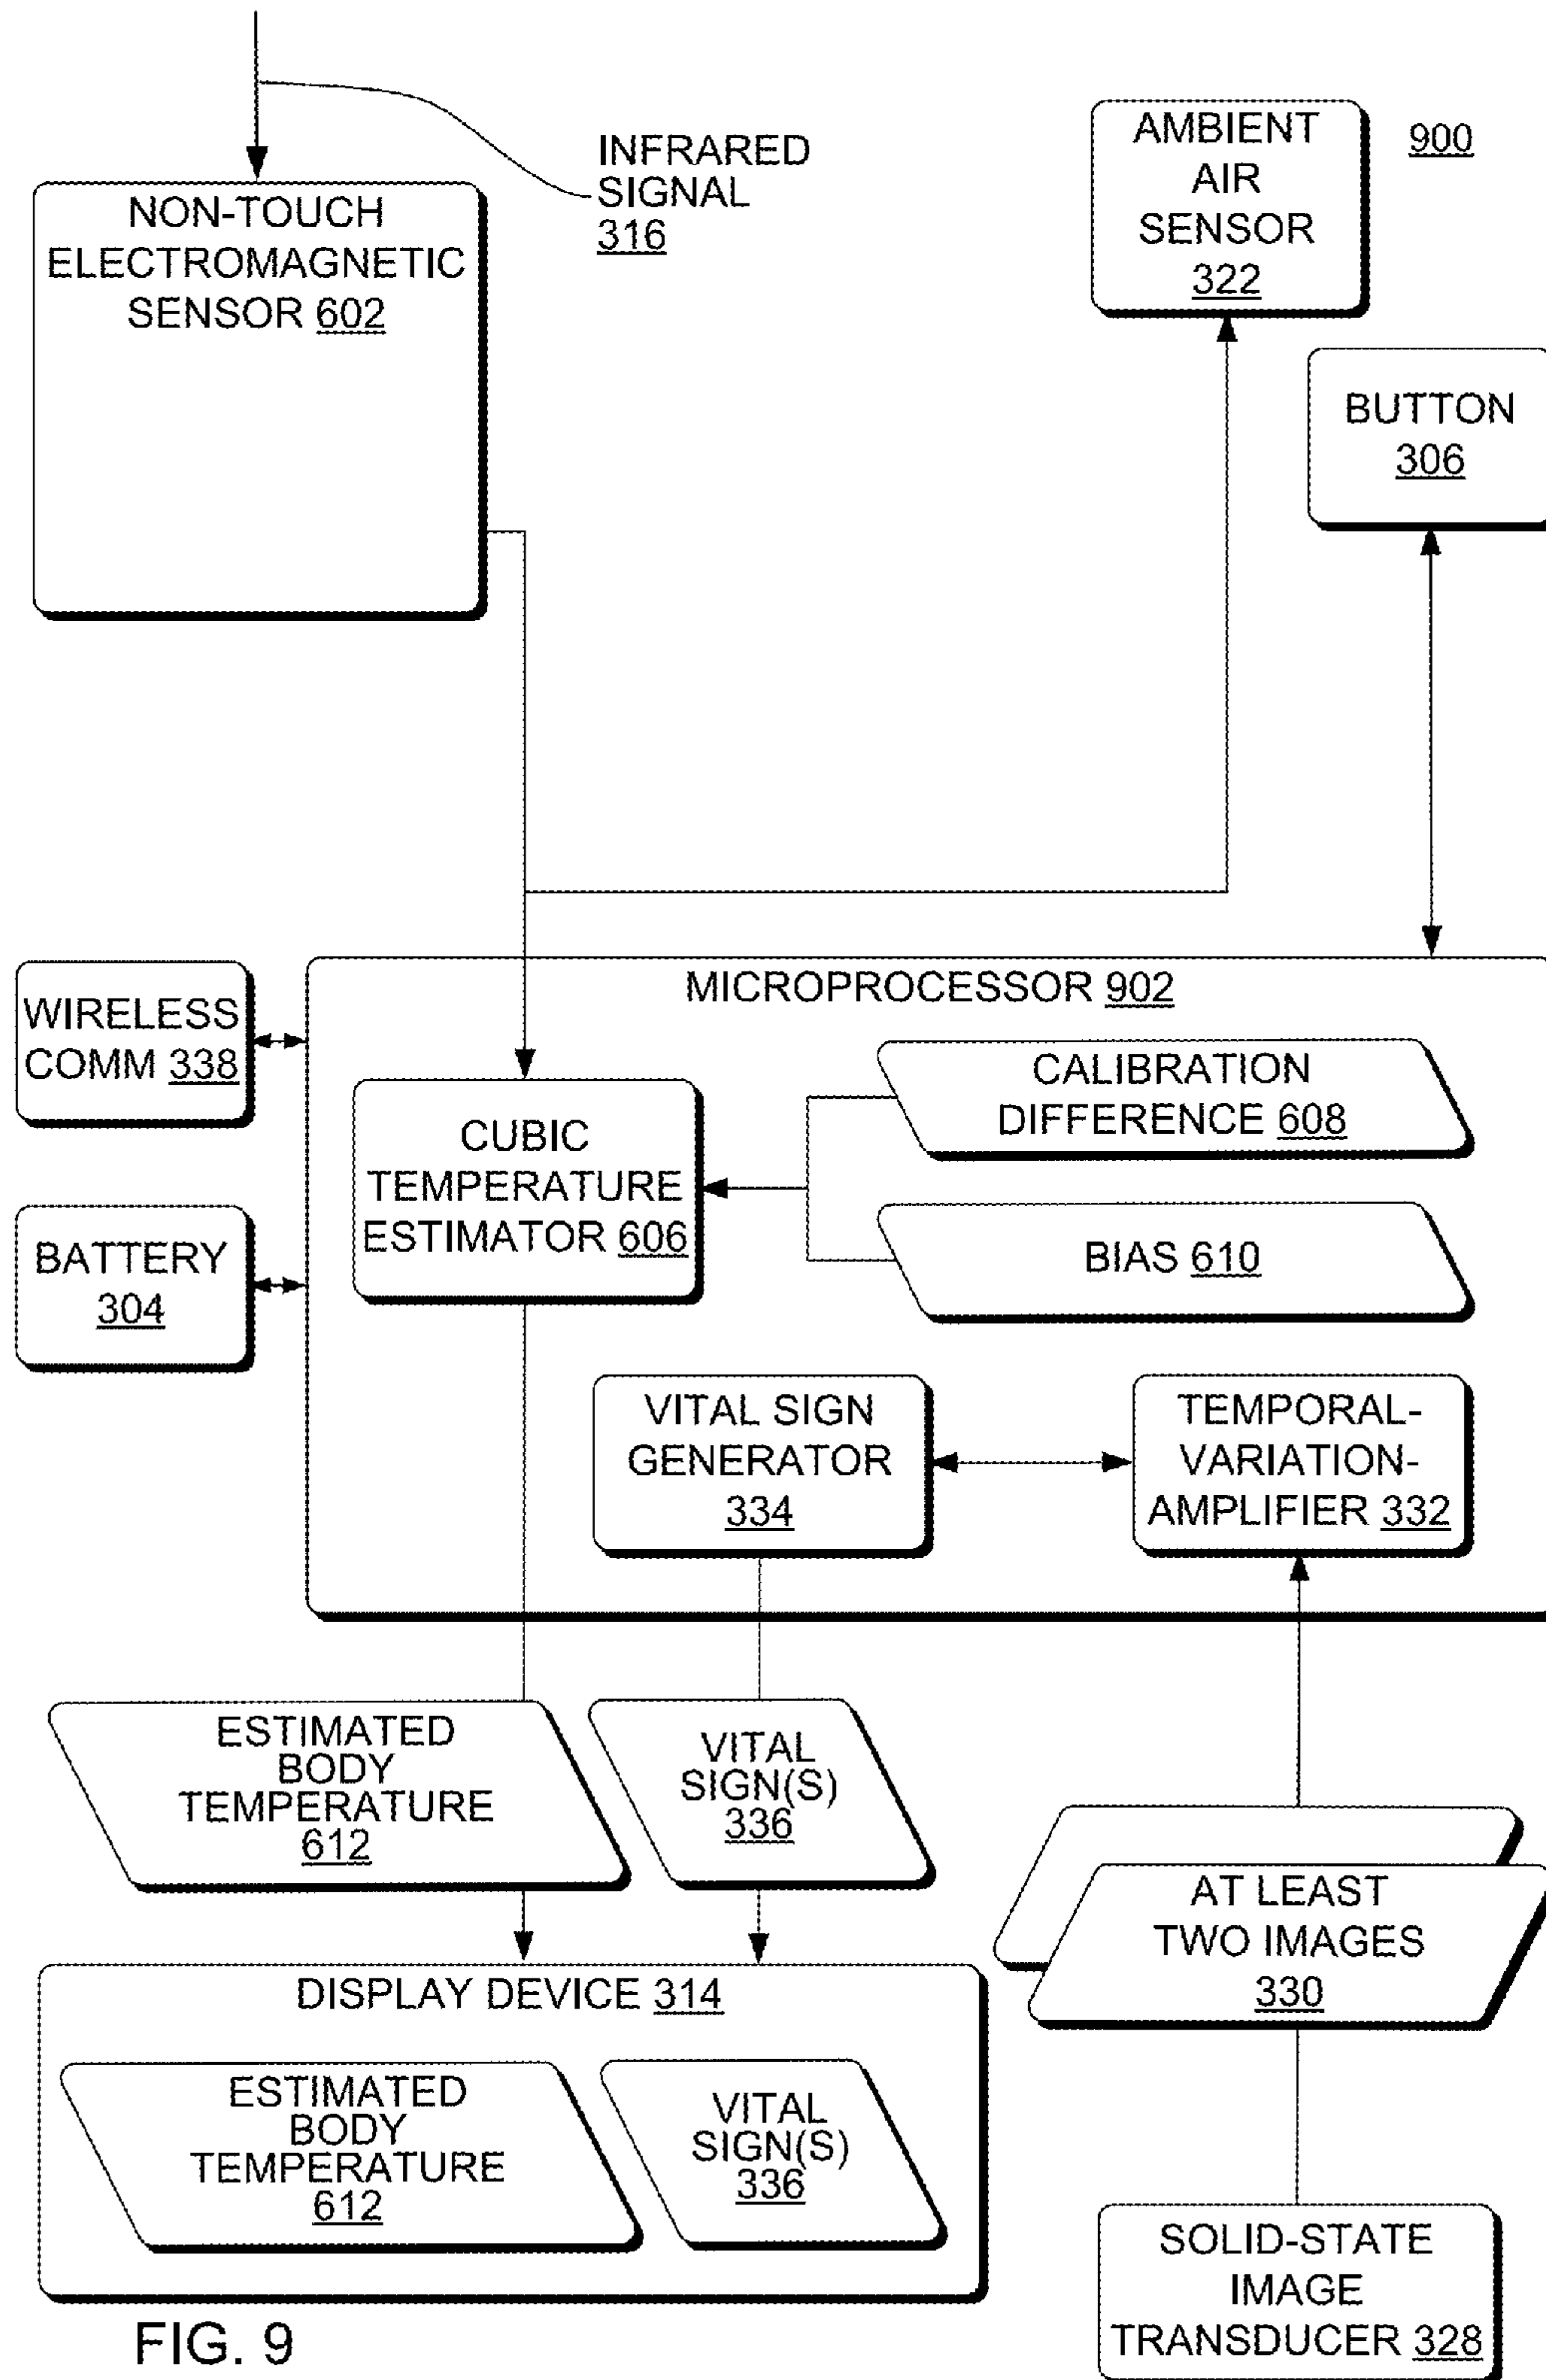 INFRARED
SIGNAL
316
AMBIENT
AIR
SENSOR
322
900
NON-TOUCH
ELECTROMAGNETIC
SENSOR 602
BUTTON
306
MICROPROCESSOR 902
WIRELESS
COMM 338
CALIBRATION
DIFFERENCE 608
CUBIC
TEMPERATURE
ESTIMATOR 606
BATTERY
304
BIAS 610
VITAL SIGN
GENERATOR
334
TEMPORAL-
VARIATION-
AMPLIFIER 332
ESTIMATED
BODY
TEMPERATURE
612
VITAL
SIGN(S)
336
AT LEAST
TWO IMAGES
330
DISPLAY DEVICE 314
ESTIMATED
BODY
TEMPERATURE
612
VITAL
SIGN(S)
336
SOLID-STATE
IMAGE
TRANSDUCER 328
FIG. 9